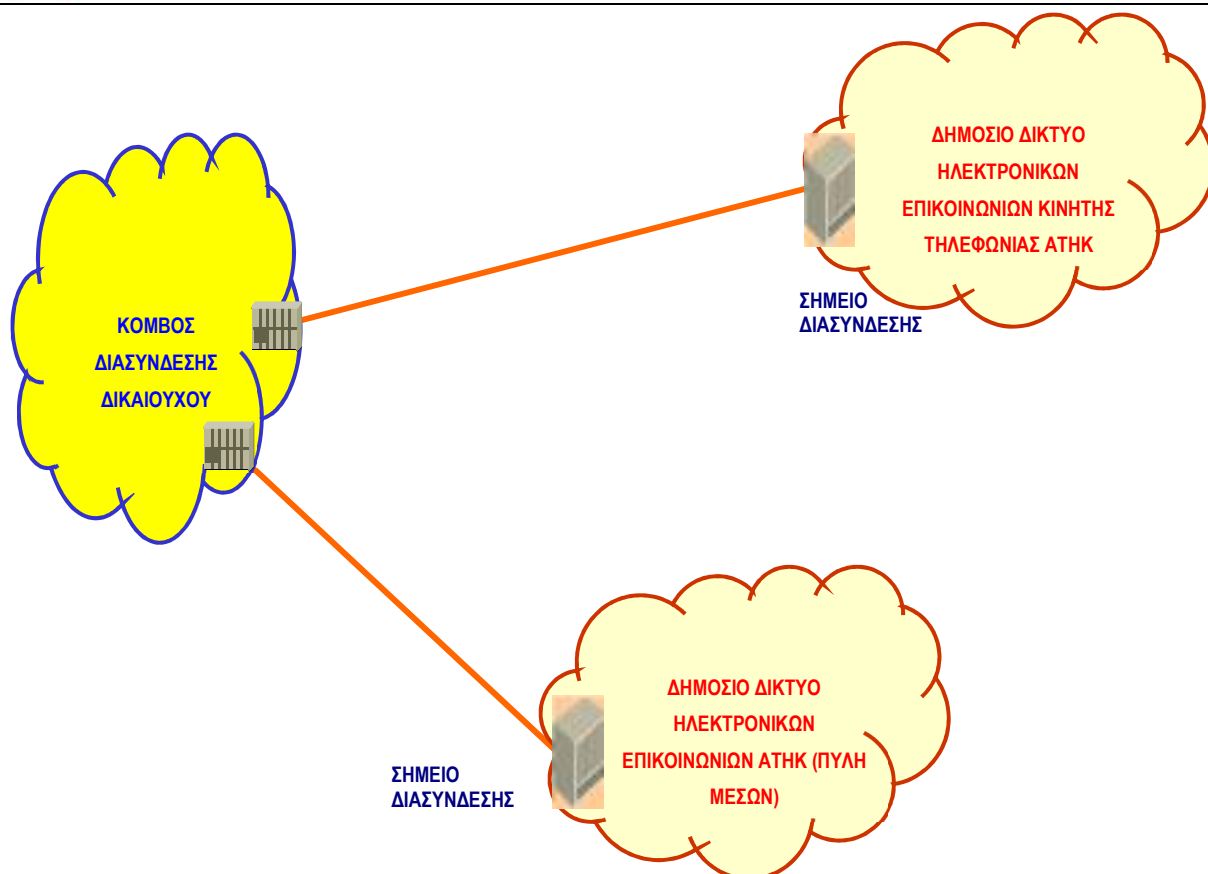 ΔΗΜΟΣΙΟ ΔΙΚΤΥΟ
ΗΛΕΚΤΡΟΝΙΚΩΝ
ΕΠΙΚΟΙΝΩΝΙΩΝ ΚΙΝΗΤΗΣ
ΤΗΛΕΦΩΝΙΑΣ ΑΤΗΚ
ΣΗΜΕΙΟ
ΔΙΑΣΥΝΔΕΣΗΣ
ΚΟΜΒΟΣ
ΔΙΑΣΥΝΔΕΣΗΣ
ΔΙΚΑΙΟΥΧΟΥ
ΔΗΜΟΣΙΟ ΔΙΚΤΥΟ
ΗΛΕΚΤΡΟΝΙΚΩΝ
ΕΠΙΚΟΙΝΩΝΙΩΝ ΑΤΗΚ (ΠΥΛΗ
ΜΕΣΩΝ)
ΣΗΜΕΙΟ
ΔΙΑΣΥΝΔΕΣΗΣ